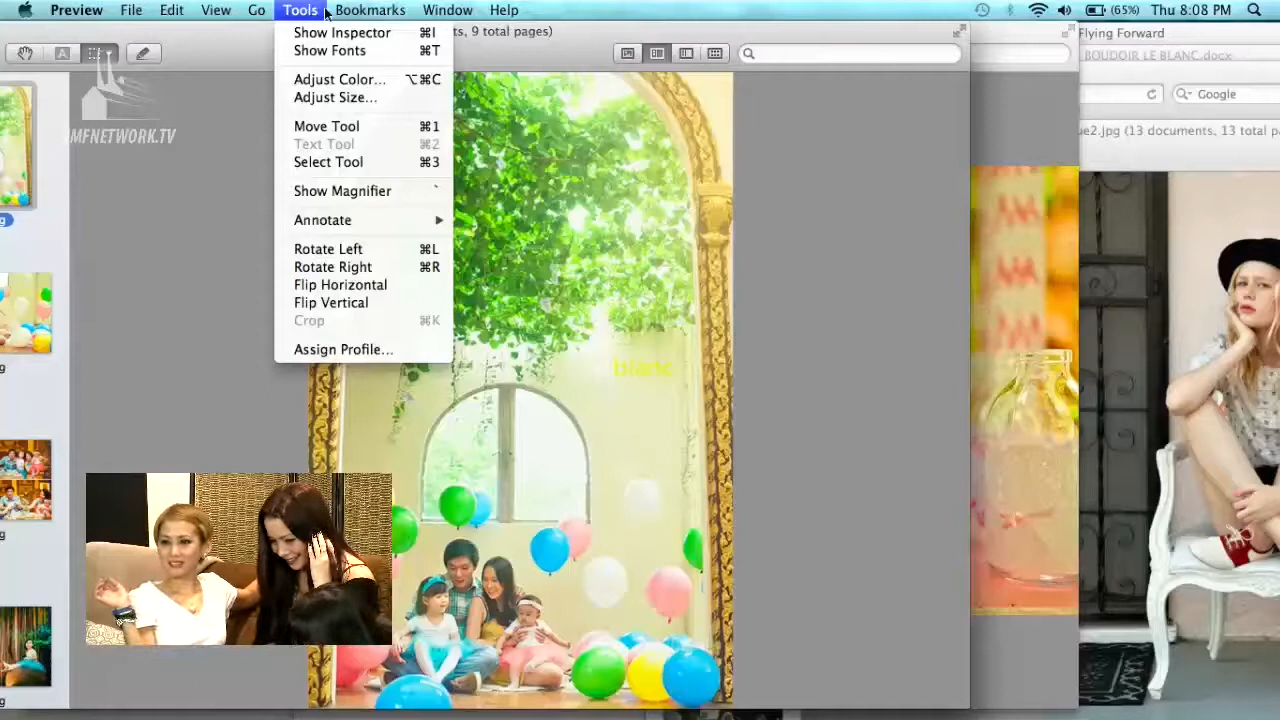 Preview File Edit View Go Tools Bookmarks Window Help
(65%) Thu 8:08 PM
ts, 9 total pages)
Flying Forward
BOUDOIR LE BLANC.docx
Google
ue2.jpg (13 documents, 13 total p
Show Inspector ⌘I
Show Fonts ⌘T
Adjust Color... ⌥⌘C
Adjust Size...
Move Tool ⌘1
Text Tool ⌘2
Select Tool ⌘3
Show Magnifier `
Annotate
Rotate Left ⌘L
Rotate Right ⌘R
Flip Horizontal
Flip Vertical
Crop ⌘K
Assign Profile...
A
IMFNETWORK.TV
g
g
g
g
blanc